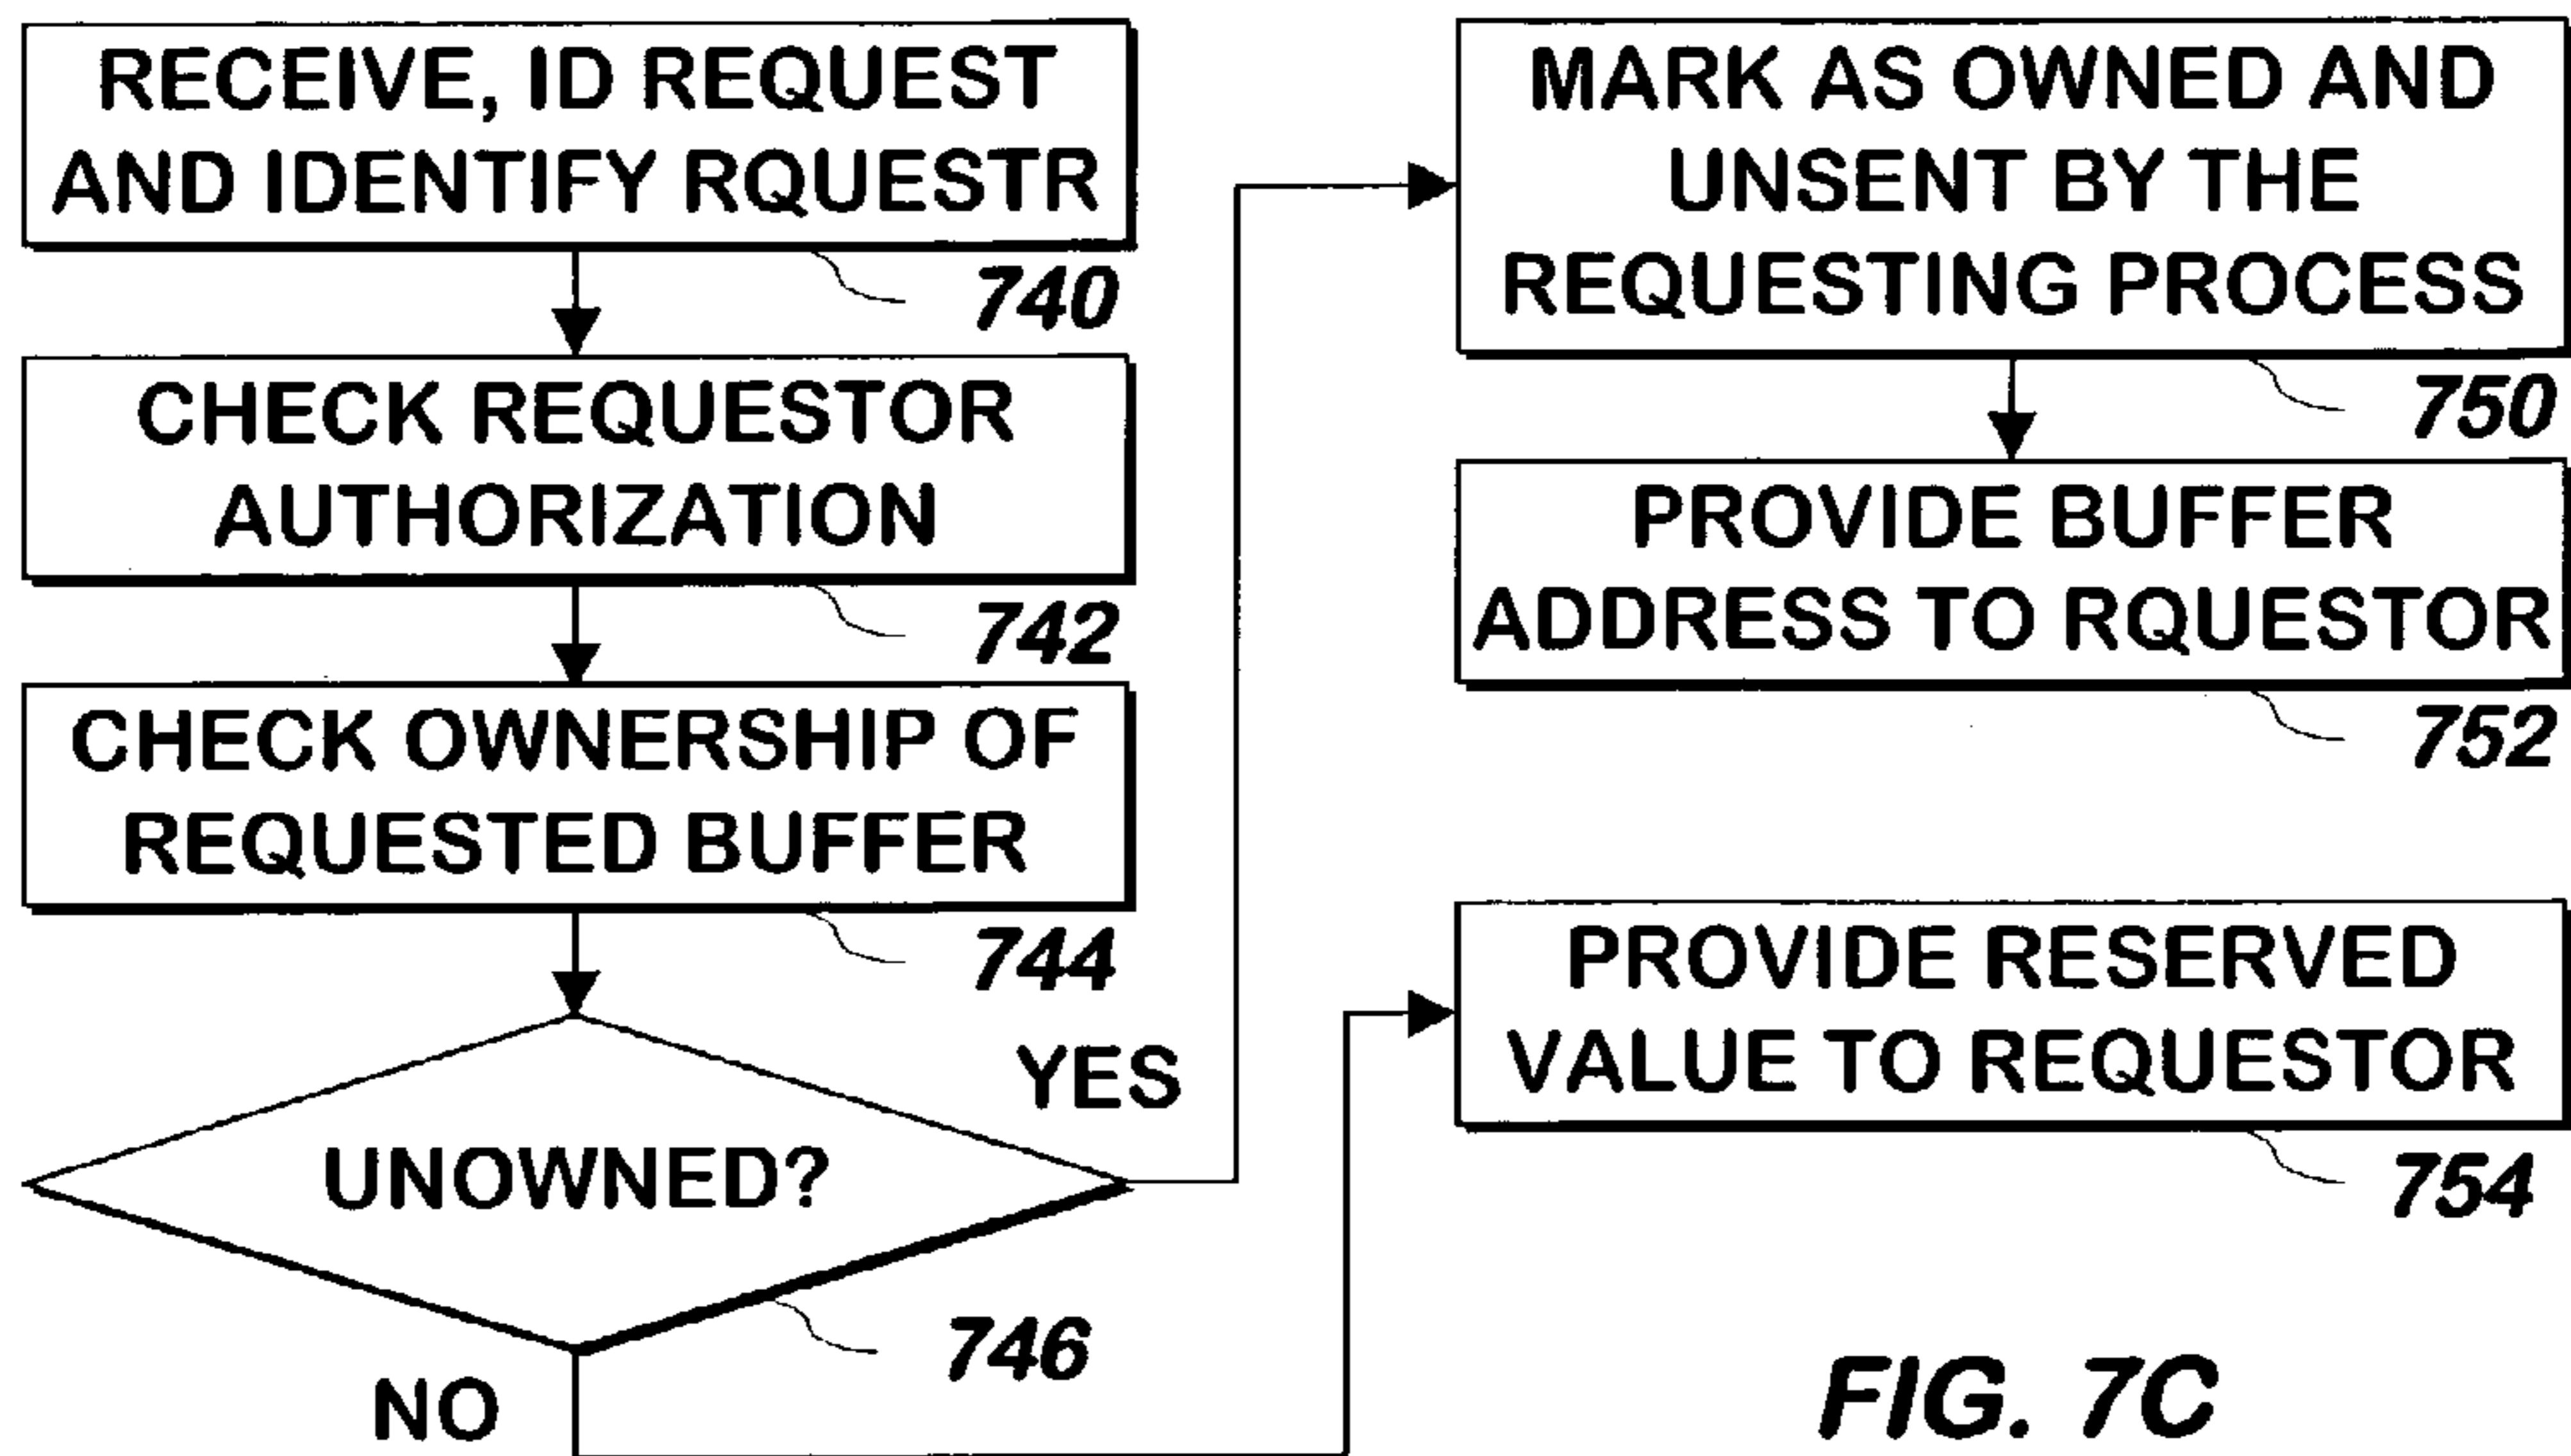 RECEIVE, ID REQUEST
AND IDENTIFY RQUESTR
740
CHECK REQUESTOR
AUTHORIZATION
742
CHECK OWNERSHIP OF
REQUESTED BUFFER
744
UNOWNED?
YES
746
NO
MARK AS OWNED AND
UNSENT BY THE
REQUESTING PROCESS
750
PROVIDE BUFFER
ADDRESS TO RQUESTOR
752
PROVIDE RESERVED
VALUE TO REQUESTOR
754
FIG. 7C